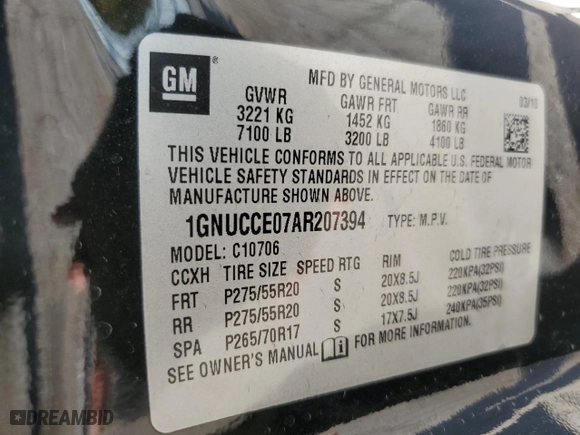 GM
MFD BY GENERAL MOTORS LLC
03/10
GVWR GAWR FRT GAWR RR
3221 KG 1452 KG 1860 KG
7100 LB 3200 LB 4100 LB
THIS VEHICLE CONFORMS TO ALL APPLICABLE U.S. FEDERAL MOTOR
VEHICLE SAFETY STANDARDS IN EFFECT ON THE DATE OF
MANUFACTURE SHOWN ABOVE.
1GNUCCE07AR207394 TYPE: M.P.V.
MODEL: C10706
CCXH TIRE SIZE SPEED RTG RIM COLD TIRE PRESSURE
FRT P275/55R20 S 20X8.5J 220KPA(32PSI)
RR P275/55R20 S 20X8.5J 220KPA(32PSI)
SPA P265/70R17 S 17X7.5J 240KPA(35PSI)
SEE OWNER'S MANUAL FOR MORE INFORMATION.
DREAMBID